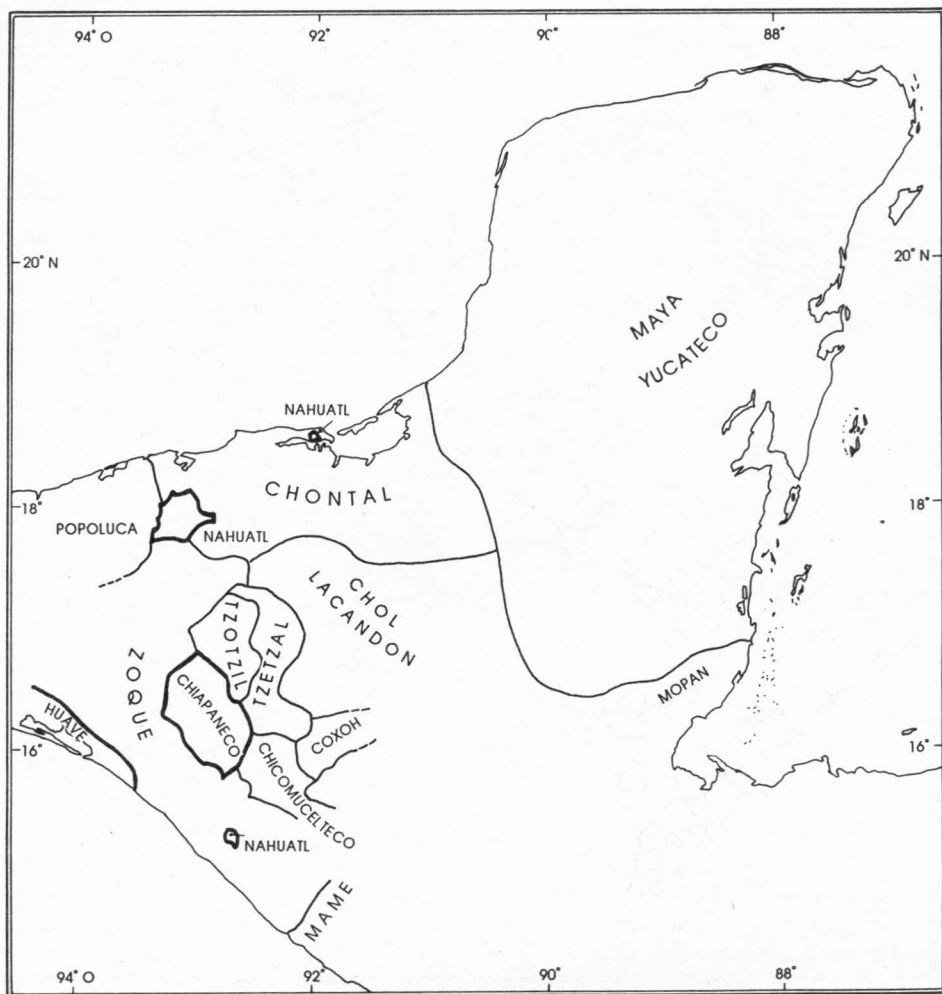 94° O
92°
90°
88°
20°
20° N
MAYA
YUCATECO
NAHUATL
CHONTAL
18°
18°
POPOLUCA
NAHUATL
CHOL
LACANDON
TZOTZIL
TZETZAL
ZOQUE
CHIAPANECO
MOPAN
HUAVE
COXOH
16°
16°
CHICOMUCELTECO
NAHUATL
MAME
94° O
92°
90°
88°